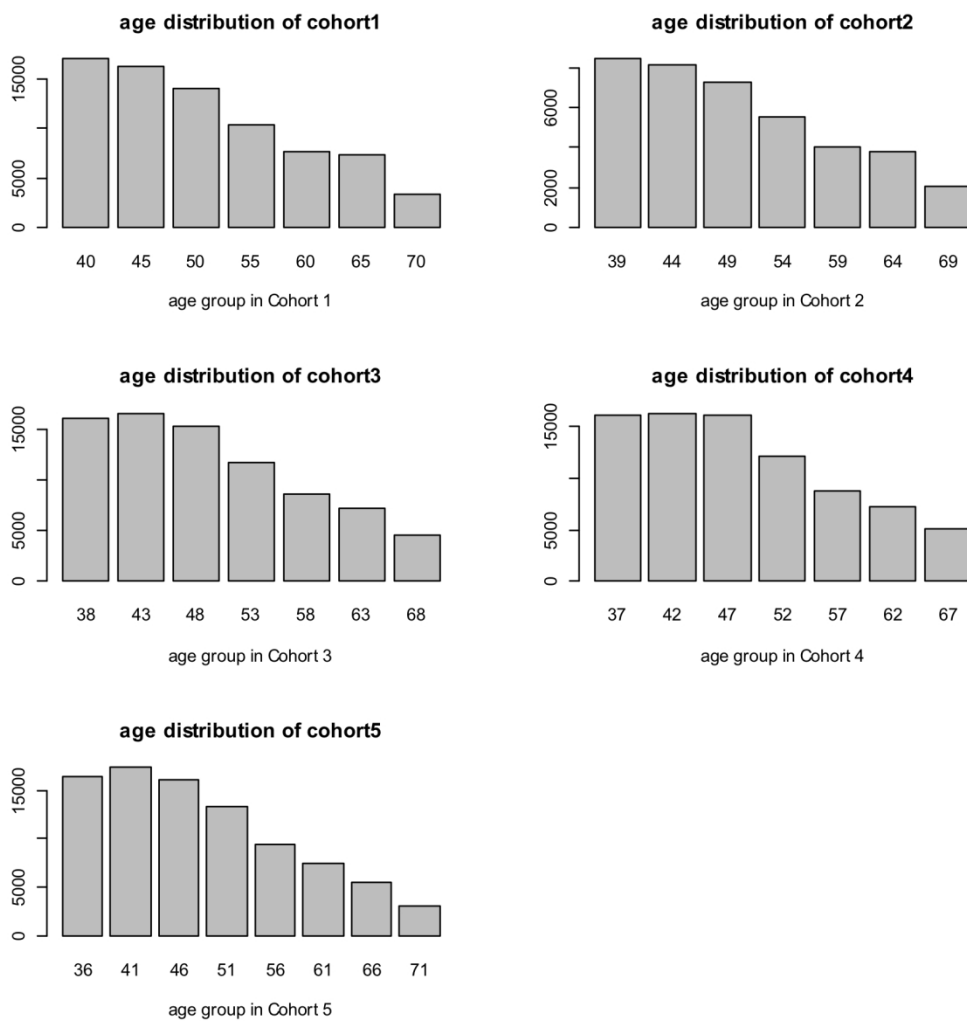 age distribution of cohort1
15000
5000
0
40 45 50 55 60 65 70
age group in Cohort 1
age distribution of cohort2
6000
2000
0
39 44 49 54 59 64 69
age group in Cohort 2
age distribution of cohort3
15000
5000
0
38 43 48 53 58 63 68
age group in Cohort 3
age distribution of cohort4
15000
5000
0
37 42 47 52 57 62 67
age group in Cohort 4
age distribution of cohort5
15000
5000
0
36 41 46 51 56 61 66 71
age group in Cohort 5